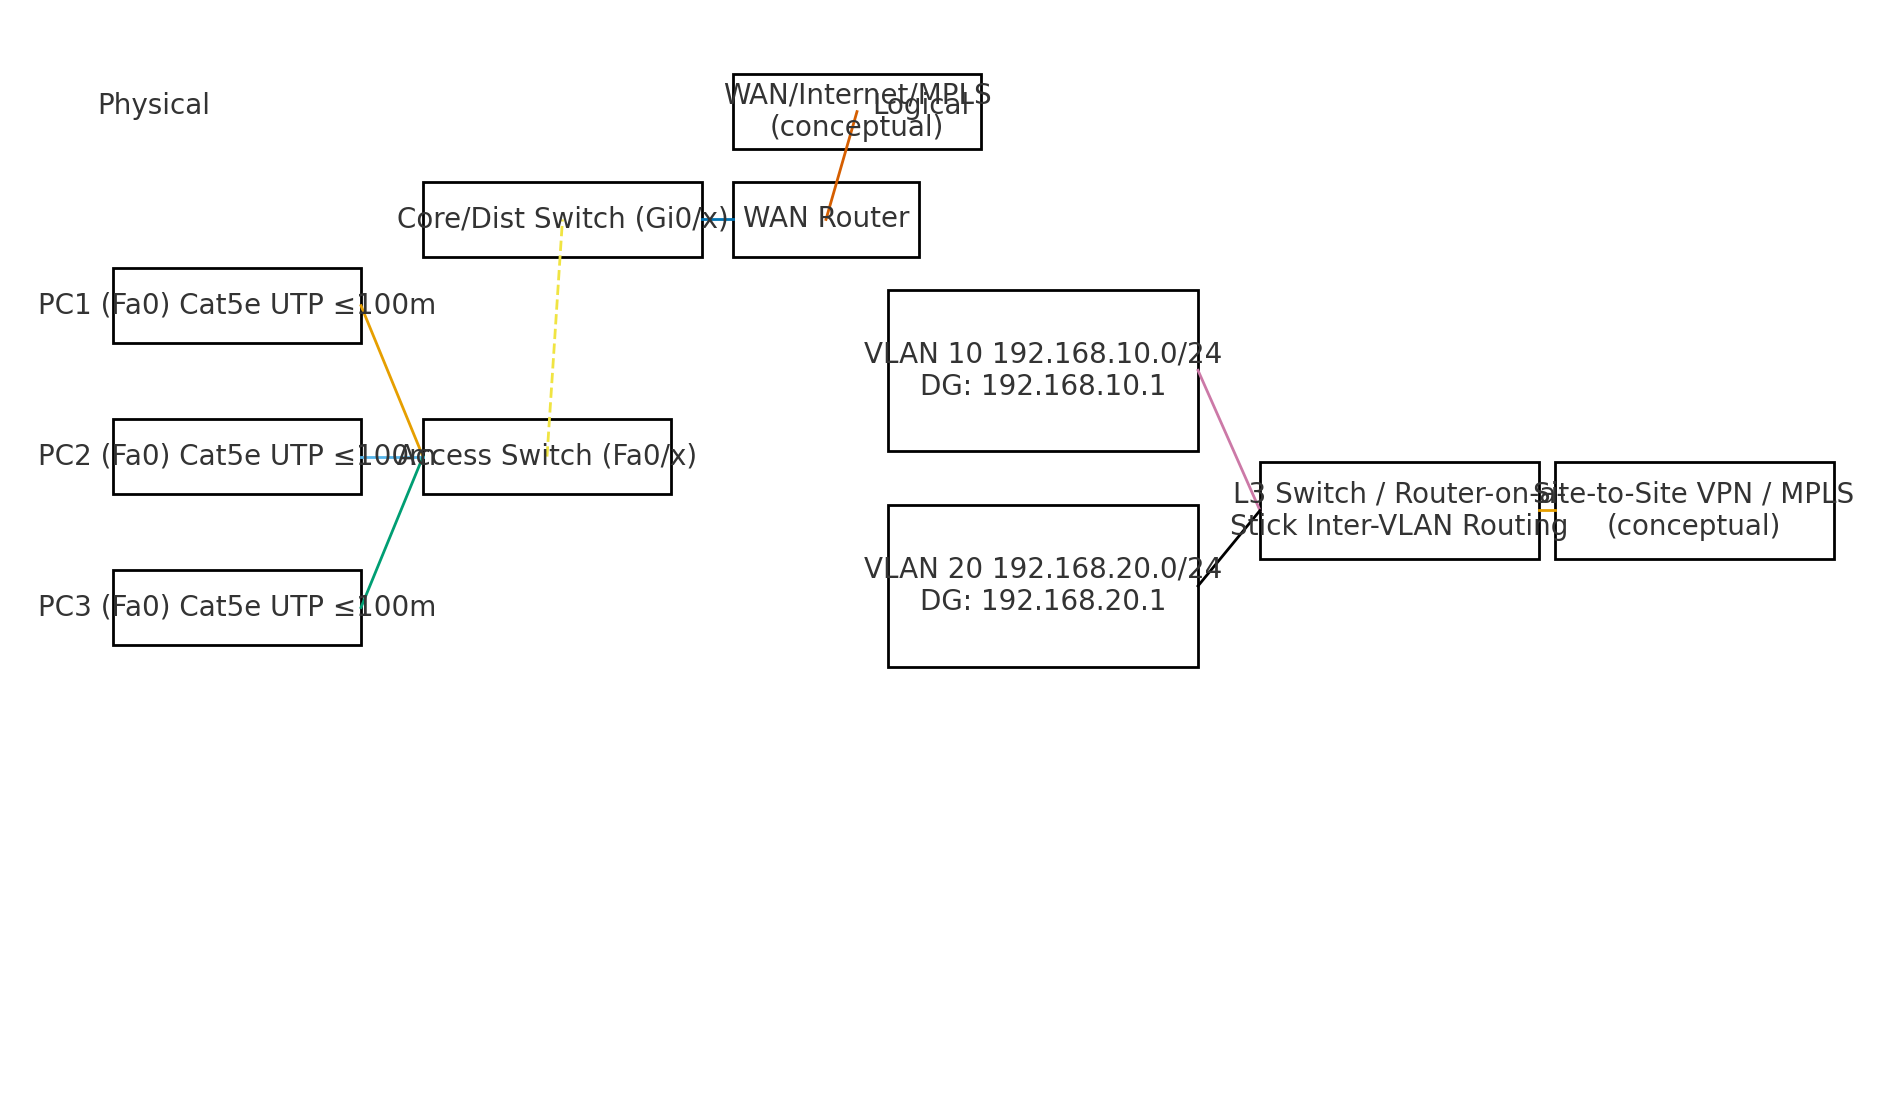 Physical
WAN/Internet/MPLS
(conceptual)
Logical
Core/Dist Switch (Gi0/x)
WAN Router
PC1 (Fa0) Cat5e UTP ≤100m
PC2 (Fa0) Cat5e UTP ≤100m
Access Switch (Fa0/x)
PC3 (Fa0) Cat5e UTP ≤100m
VLAN 10 192.168.10.0/24
DG: 192.168.10.1
VLAN 20 192.168.20.0/24
DG: 192.168.20.1
L3 Switch / Router-on-a-
Stick Inter-VLAN Routing
Site-to-Site VPN / MPLS
(conceptual)